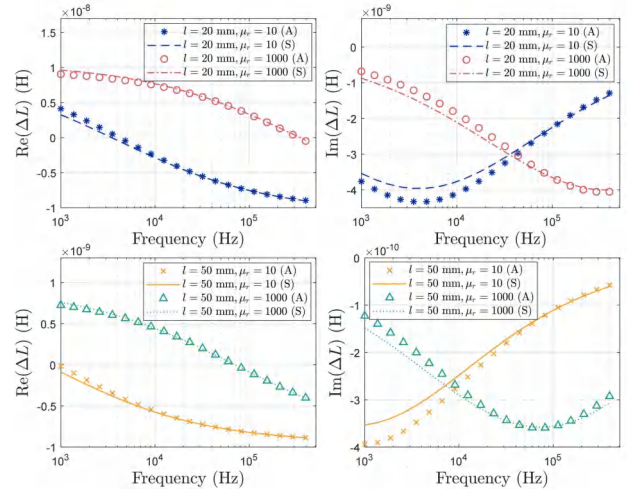 ×10⁻⁸
Re(ΔL) (H)
1.5
1
0.5
0
-0.5
-1
l = 20 mm, μᵣ = 10 (A)
l = 20 mm, μᵣ = 10 (S)
l = 20 mm, μᵣ = 1000 (A)
l = 20 mm, μᵣ = 1000 (S)
10³ 10⁴ 10⁵
Frequency (Hz)
×10⁻⁹
Im(ΔL) (H)
0
-1
-2
-3
-4
l = 20 mm, μᵣ = 10 (A)
l = 20 mm, μᵣ = 10 (S)
l = 20 mm, μᵣ = 1000 (A)
l = 20 mm, μᵣ = 1000 (S)
10³ 10⁴ 10⁵
Frequency (Hz)
×10⁻⁹
Re(ΔL) (H)
1.5
1
0.5
0
-0.5
-1
l = 50 mm, μᵣ = 10 (A)
l = 50 mm, μᵣ = 10 (S)
l = 50 mm, μᵣ = 1000 (A)
l = 50 mm, μᵣ = 1000 (S)
10³ 10⁴ 10⁵
Frequency (Hz)
×10⁻¹⁰
Im(ΔL) (H)
0
-1
-2
-3
-4
l = 50 mm, μᵣ = 10 (A)
l = 50 mm, μᵣ = 10 (S)
l = 50 mm, μᵣ = 1000 (A)
l = 50 mm, μᵣ = 1000 (S)
10³ 10⁴ 10⁵
Frequency (Hz)